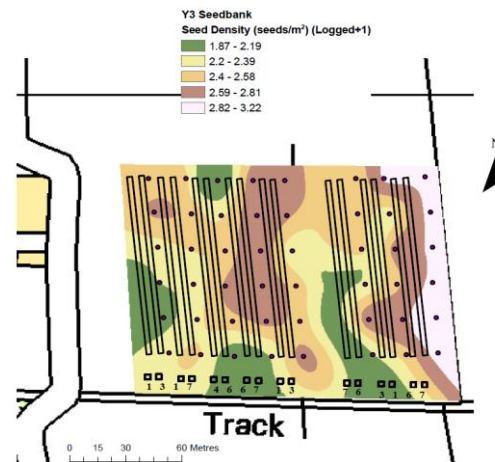 Y3 Seedbank
Seed Density (seeds/m²) (Logged+1)
1.87 - 2.19
2.2 - 2.39
2.4 - 2.58
2.59 - 2.81
2.82 - 3.22
N
1 3 1 7 4 6 6 7 1 3 7 6 3 1 6 7
Track
0 15 30 60 Metres